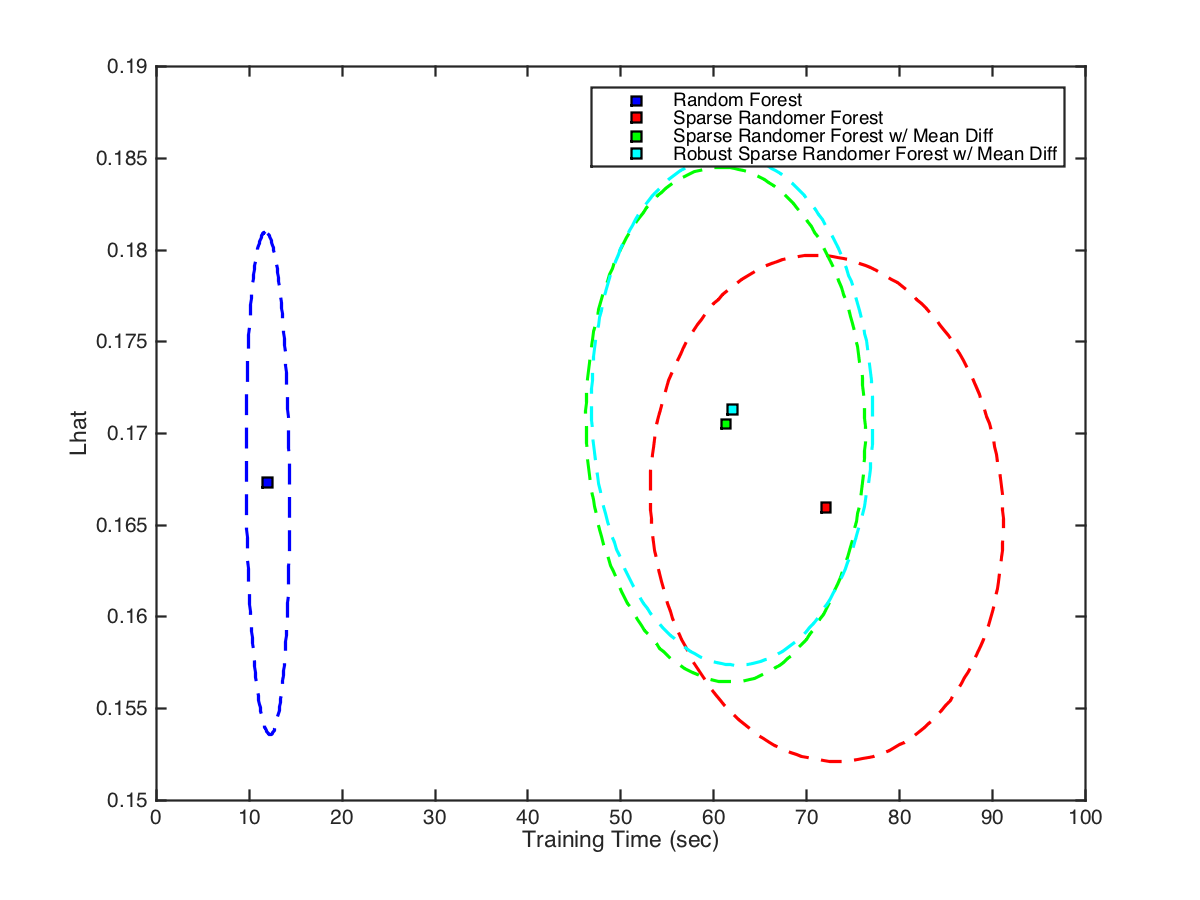 0.19
0.185
0.18
0.175
0.17
0.165
0.16
0.155
0.15
Lhat
Random Forest
Sparse Randomer Forest
Sparse Randomer Forest w/ Mean Diff
Robust Sparse Randomer Forest w/ Mean Diff
0 10 20 30 40 50 60 70 80 90 100
Training Time (sec)